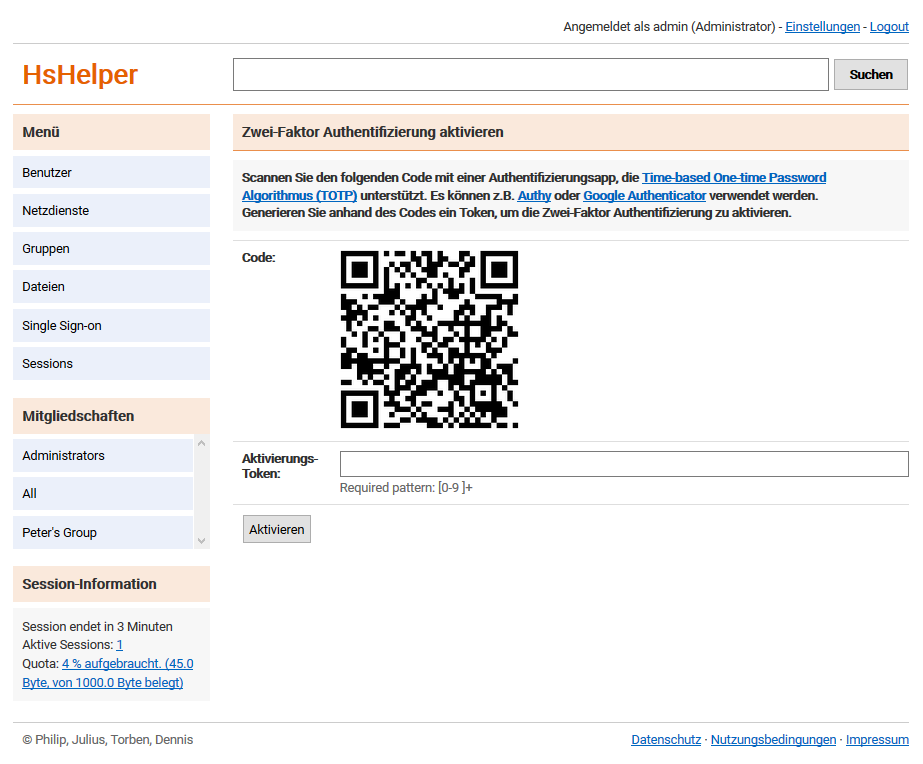 Angemeldet als admin (Administrator) - Einstellungen - Logout
HsHelper
Suchen
Menü
Benutzer
Netzdienste
Gruppen
Dateien
Single Sign-on
Sessions
Mitgliedschaften
Administrators
All
Peter's Group
Session-Information
Session endet in 3 Minuten
Aktive Sessions: 1
Quota: 4 % aufgebraucht. (45.0
Byte, von 1000.0 Byte belegt)
Zwei-Faktor Authentifizierung aktivieren
Scannen Sie den folgenden Code mit einer Authentifizierungsapp, die Time-based One-time Password
Algorithmus (TOTP) unterstützt. Es können z.B. Authy oder Google Authenticator verwendet werden.
Generieren Sie anhand des Codes ein Token, um die Zwei-Faktor Authentifizierung zu aktivieren.
Code:
Aktivierungs-
Token:
Required pattern: [0-9 ]+
Aktivieren
© Philip, Julius, Torben, Dennis
Datenschutz · Nutzungsbedingungen · Impressum